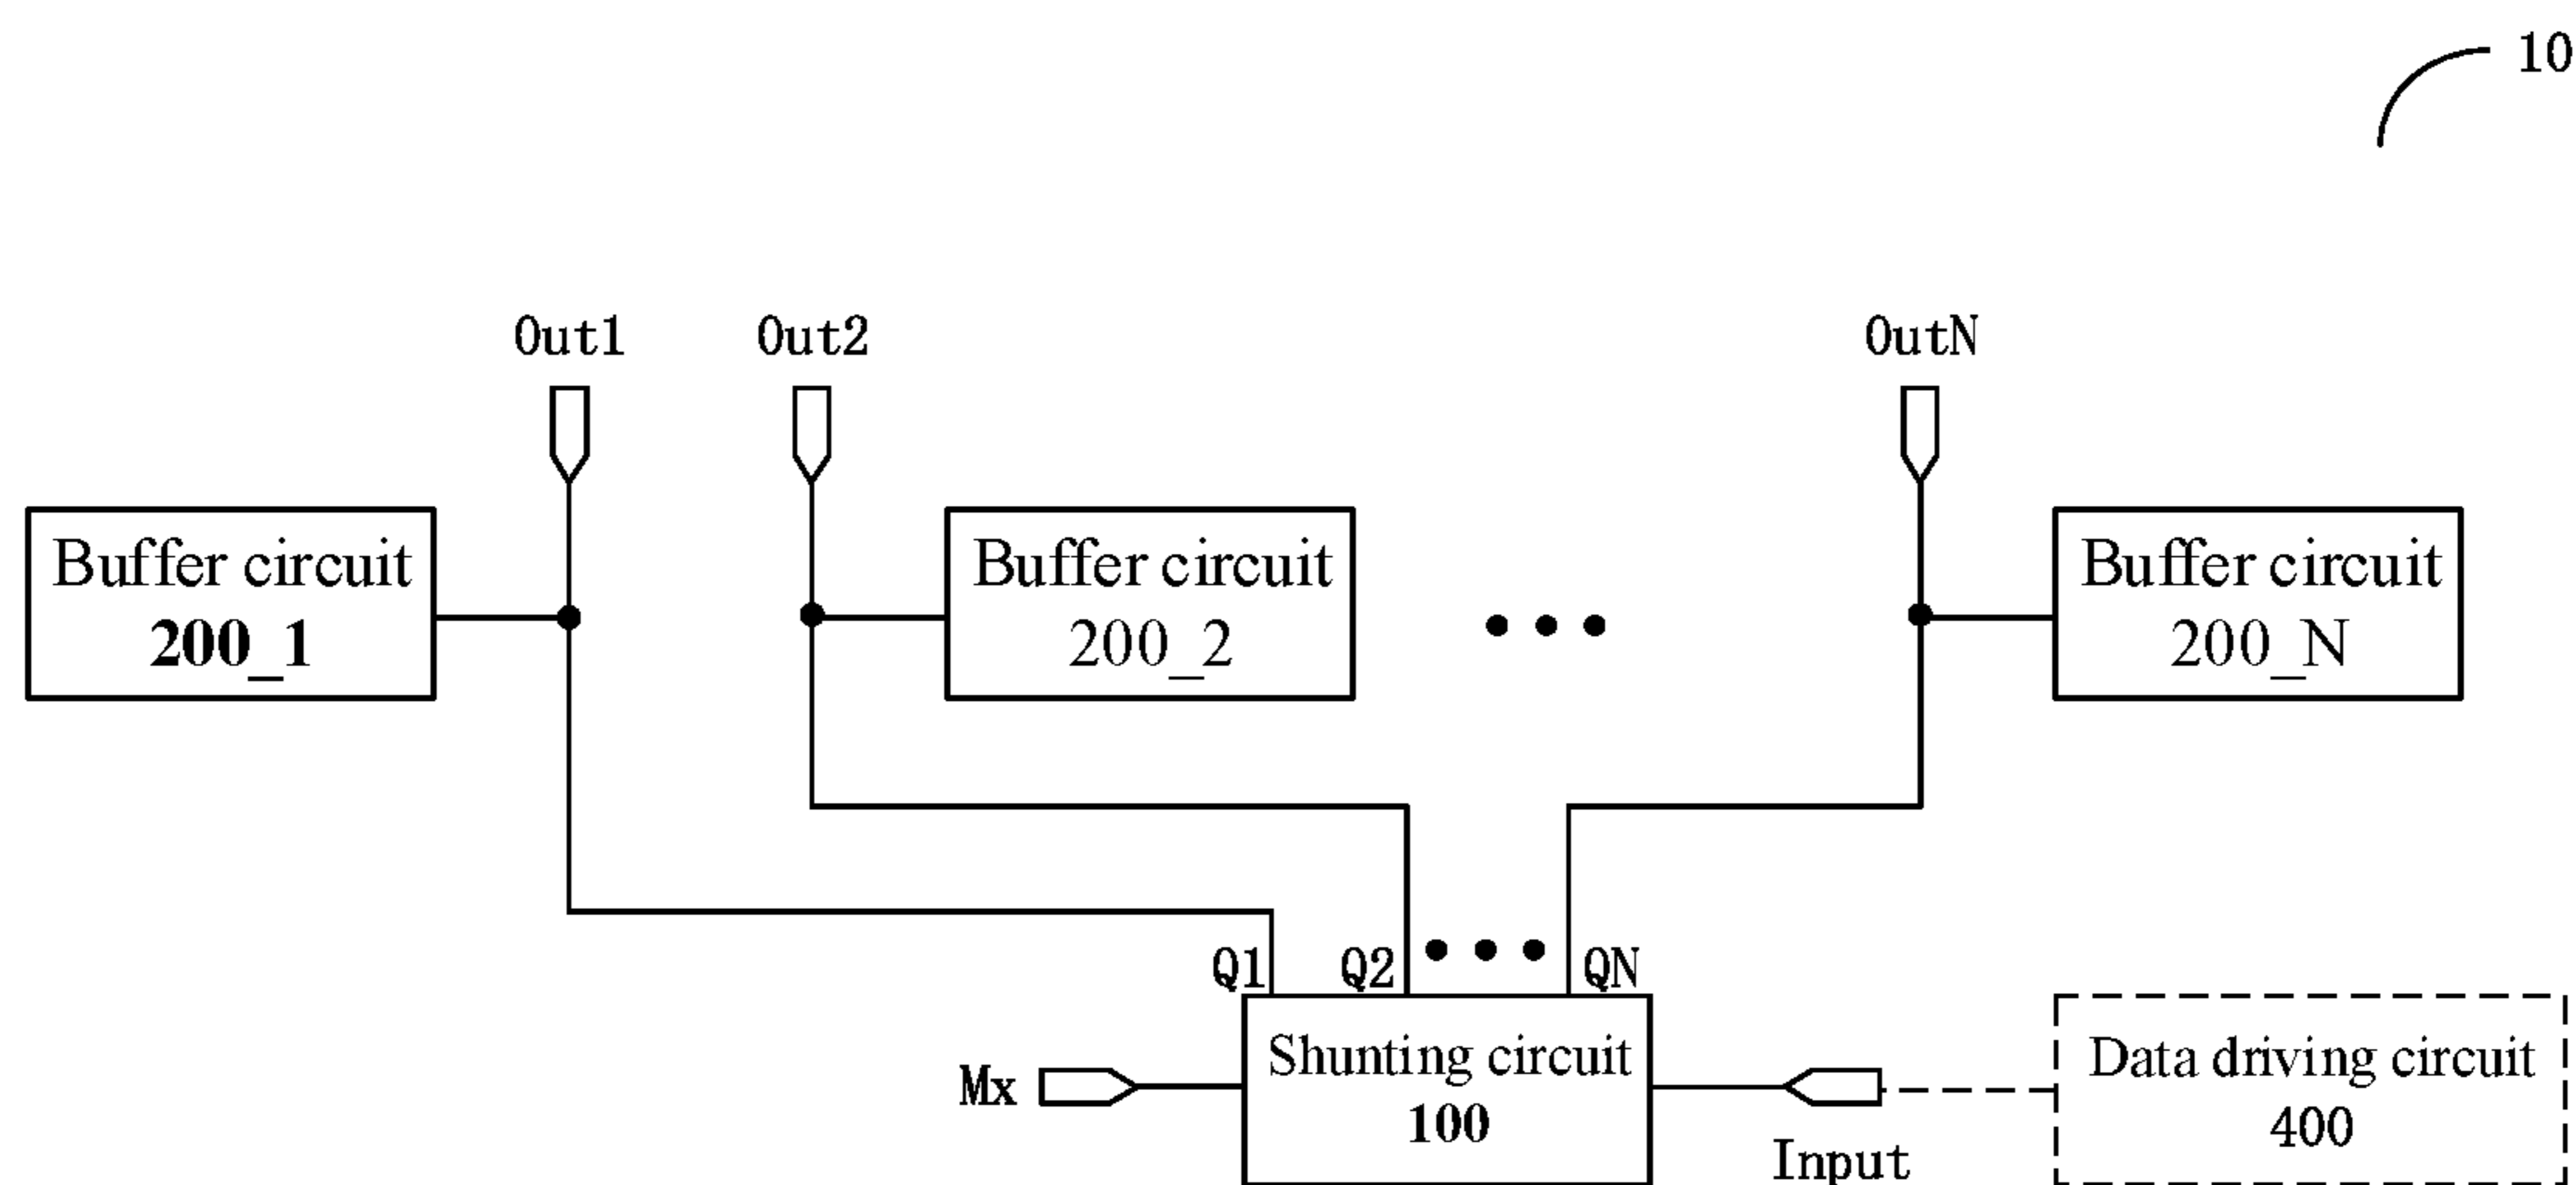 10
Out1
Out2
OutN
Buffer circuit
200_1
Buffer circuit
200_2
Buffer circuit
200_N
Q1
Q2
QN
Mx
Shunting circuit
100
Input
Data driving circuit
400